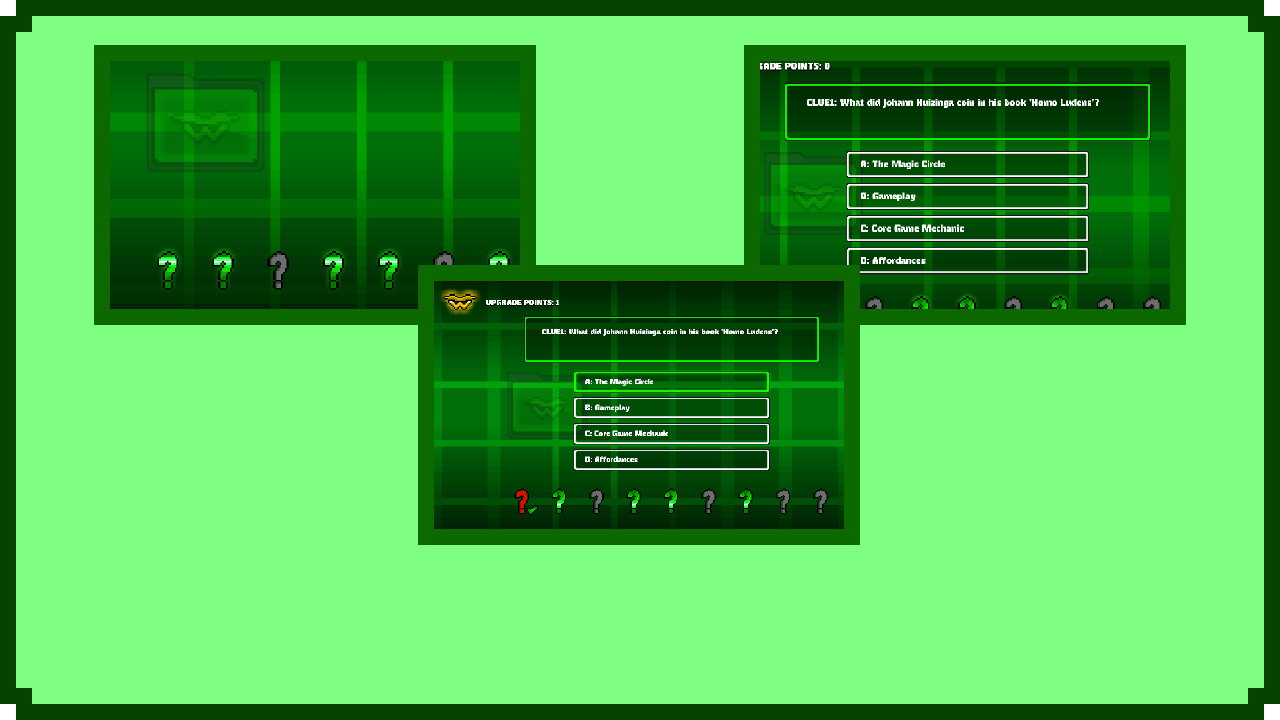 RADE POINTS: 0
CLUE1: What did Johann Huizinga coin in his book 'Homo Ludens'?
A: The Magic Circle
B: Gameplay
C: Core Game Mechanic
D: Affordances
UPGRADE POINTS: 1
CLUE1: What did Johann Huizinga coin in his book 'Homo Ludens'?
A: The Magic Circle
B: Gameplay
C: Core Game Mechanic
D: Affordances